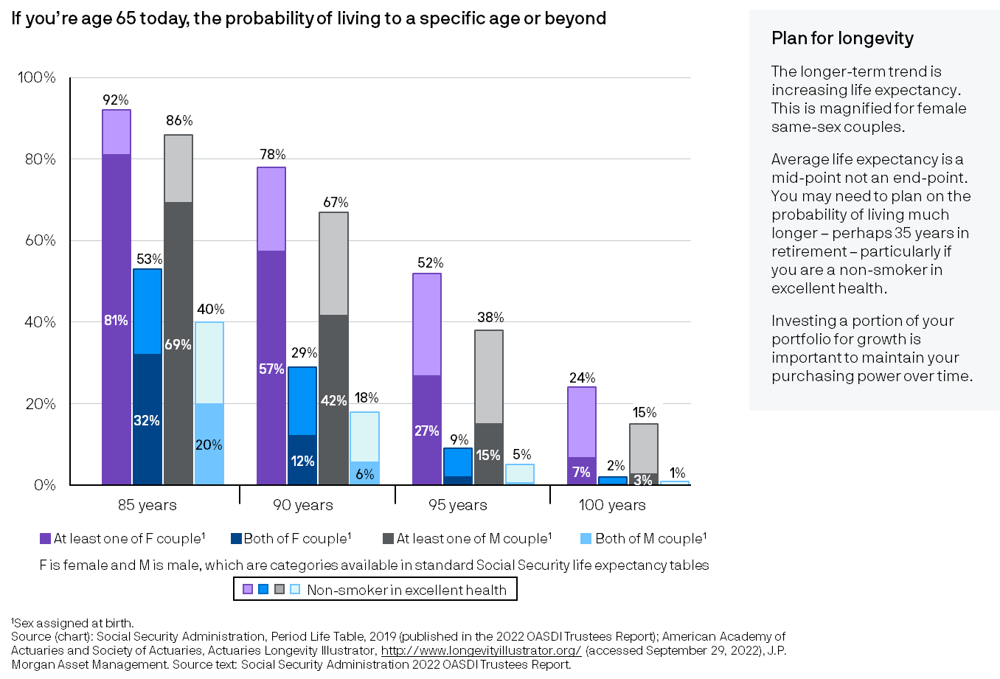 If you're age 65 today, the probability of living to a specific age or beyond
100%
80%
60%
40%
20%
0%
92%
81%
53%
32%
86%
69%
40%
20%
78%
57%
29%
12%
67%
42%
18%
6%
52%
27%
9%
38%
15%
5%
24%
7%
2%
15%
3%
1%
85 years
90 years
95 years
100 years
At least one of F couple¹
Both of F couple¹
At least one of M couple¹
Both of M couple¹
F is female and M is male, which are categories available in standard Social Security life expectancy tables
Non-smoker in excellent health
Plan for longevity
The longer-term trend is
increasing life expectancy.
This is magnified for female
same-sex couples.
Average life expectancy is a
mid-point not an end-point.
You may need to plan on the
probability of living much
longer – perhaps 35 years in
retirement – particularly if
you are a non-smoker in
excellent health.
Investing a portion of your
portfolio for growth is
important to maintain your
purchasing power over time.
¹Sex assigned at birth.
Source (chart): Social Security Administration, Period Life Table, 2019 (published in the 2022 OASDI Trustees Report); American Academy of
Actuaries and Society of Actuaries, Actuaries Longevity Illustrator, http://www.longevityillustrator.org/ (accessed September 29, 2022), J.P.
Morgan Asset Management. Source text: Social Security Administration 2022 OASDI Trustees Report.